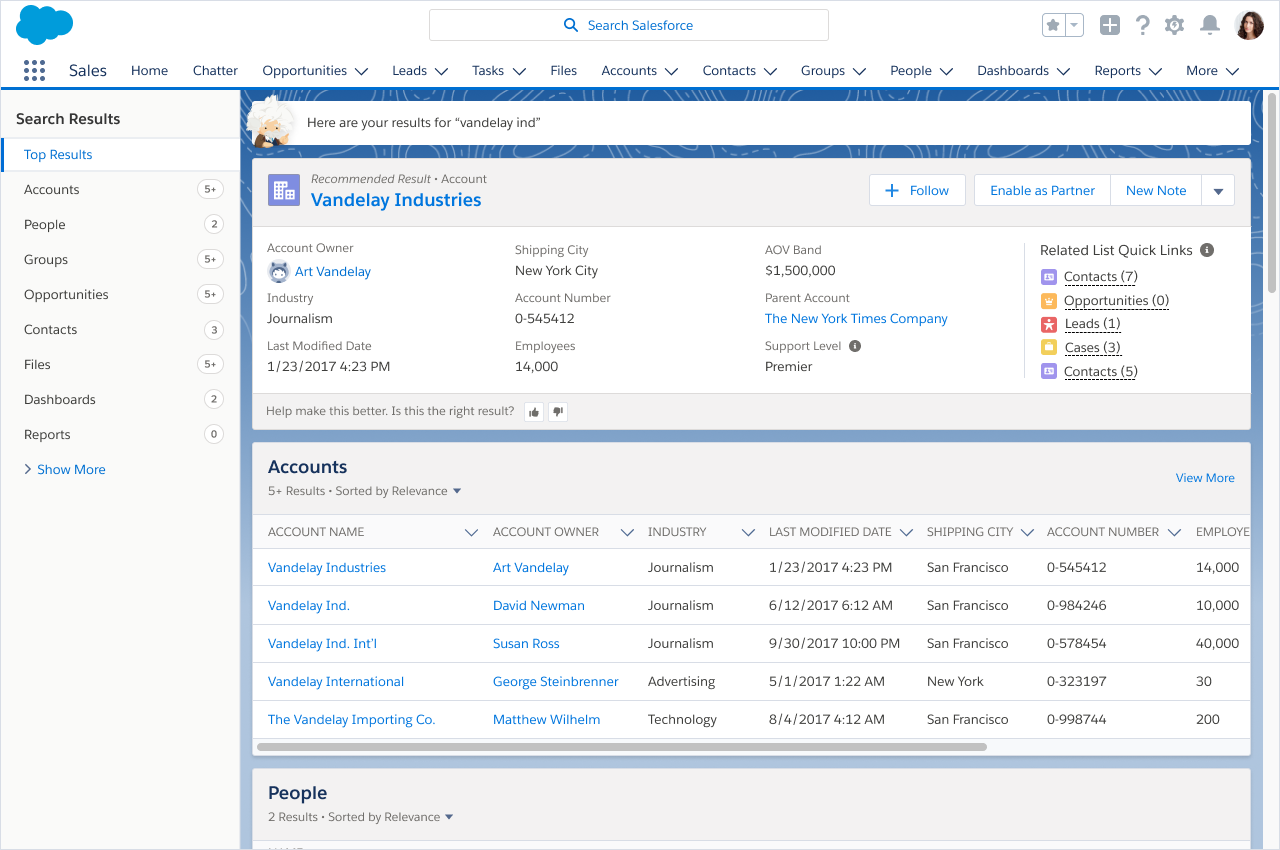 Search Salesforce
Sales Home Chatter Opportunities Leads Tasks Files Accounts Contacts Groups People Dashboards Reports More
Search Results
Top Results
Accounts 5+
People 2
Groups 5+
Opportunities 5+
Contacts 3
Files 5+
Dashboards 2
Reports 0
Show More
Here are your results for “vandelay ind”
Recommended Result • Account
Vandelay Industries
Follow Enable as Partner New Note
Account Owner
Art Vandelay
Industry
Journalism
Last Modified Date
1/23/2017 4:23 PM
Shipping City
New York City
Account Number
0-545412
Employees
14,000
AOV Band
$1,500,000
Parent Account
The New York Times Company
Support Level
Premier
Related List Quick Links
Contacts (7)
Opportunities (0)
Leads (1)
Cases (3)
Contacts (5)
Help make this better. Is this the right result?
Accounts
5+ Results • Sorted by Relevance
View More
ACCOUNT NAME ACCOUNT OWNER INDUSTRY LAST MODIFIED DATE SHIPPING CITY ACCOUNT NUMBER EMPLOYE
Vandelay Industries Art Vandelay Journalism 1/23/2017 4:23 PM San Francisco 0-545412 14,000
Vandelay Ind. David Newman Journalism 6/12/2017 6:12 AM San Francisco 0-984246 10,000
Vandelay Ind. Int’l Susan Ross Journalism 9/30/2017 10:00 PM San Francisco 0-578454 40,000
Vandelay International George Steinbrenner Advertising 5/1/2017 1:22 AM New York 0-323197 30
The Vandelay Importing Co. Matthew Wilhelm Technology 8/4/2017 4:12 AM San Francisco 0-998744 200
People
2 Results • Sorted by Relevance